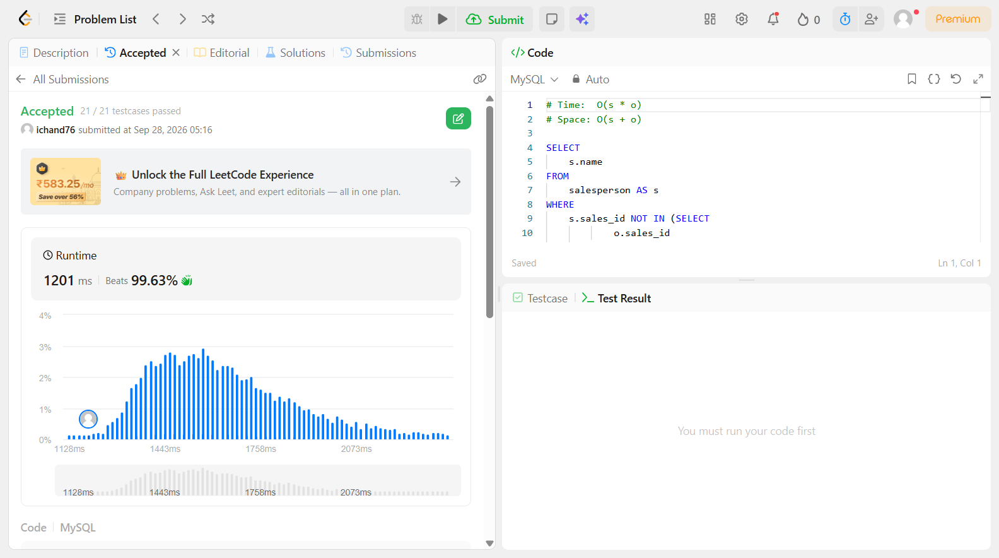 Problem List
Submit
0
Premium
Description
Accepted
Editorial
Solutions
Submissions
All Submissions
Accepted 21 / 21 testcases passed
ichand76 submitted at Sep 28, 2026 05:16
₹583.25/mo
Save over 56%
Unlock the Full LeetCode Experience
Company problems, Ask Leet, and expert editorials — all in one plan.
Runtime
1201 ms Beats 99.63%
4%
3%
2%
1%
0%
1128ms 1443ms 1758ms 2073ms
1128ms 1443ms 1758ms 2073ms
Code MySQL
</> Code
MySQL Auto
1 # Time:  O(s * o)
2 # Space: O(s + o)
3
4 SELECT
5 s.name
6 FROM
7 salesperson AS s
8 WHERE
9 s.sales_id NOT IN (SELECT
10 o.sales_id
Saved Ln 1, Col 1
Testcase
Test Result
You must run your code first